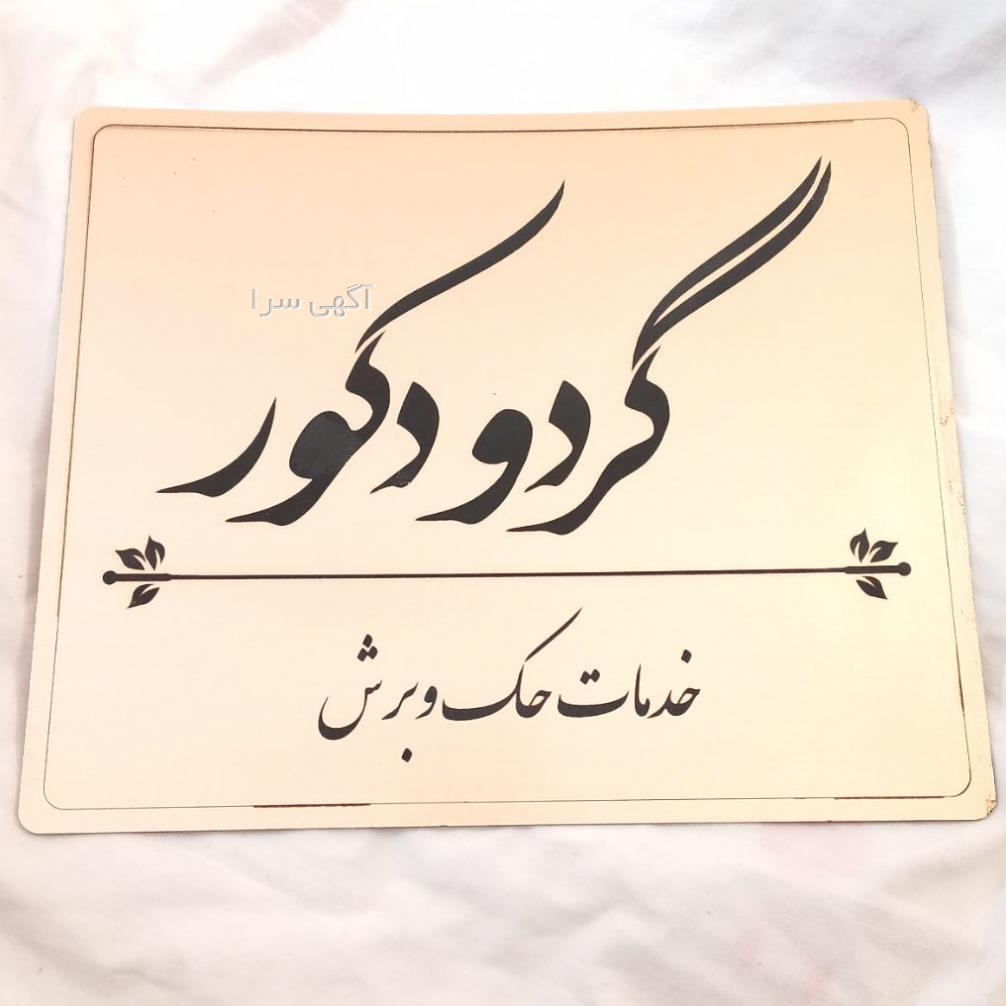 گردو دکور
آگهی سرا
خدمات حک و برش